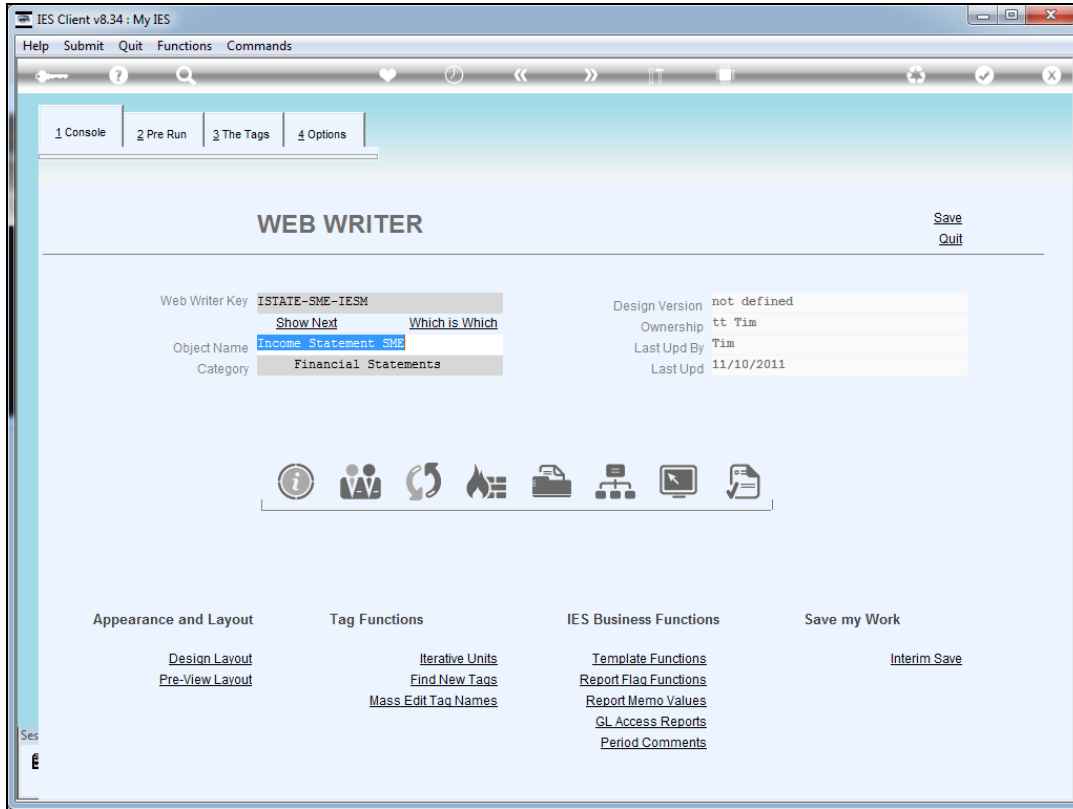 IES Client v8.34 : My IES
Help Submit Quit Functions Commands
1 Console 2 Pre Run 3 The Tags 4 Options
WEB WRITER
Save
Quit
Web Writer Key ISTATE-SME-IESM
Show Next Which is Which
Object Name Income Statement SME
Category Financial Statements
Design Version not defined
Ownership tt Tim
Last Upd By Tim
Last Upd 11/10/2011
Appearance and Layout
Design Layout
Pre-View Layout
Tag Functions
Iterative Units
Find New Tags
Mass Edit Tag Names
IES Business Functions
Template Functions
Report Flag Functions
Report Memo Values
GL Access Reports
Period Comments
Save my Work
Interim Save
Ses